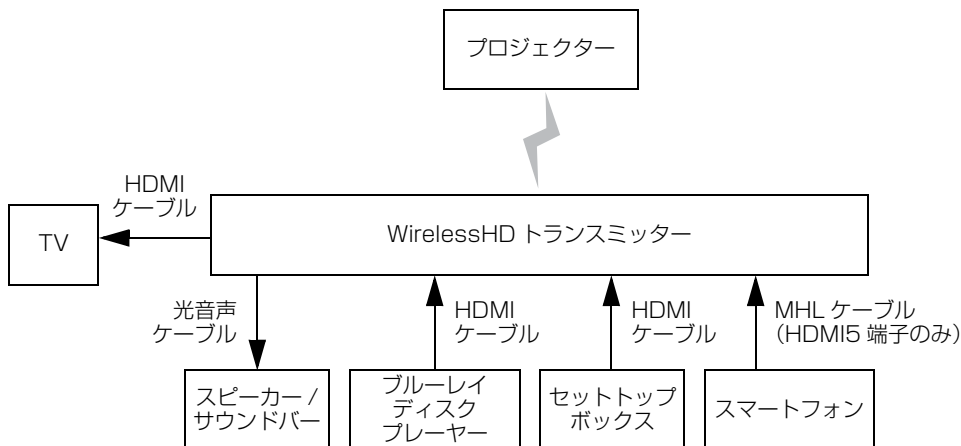 プロジェクター
HDMI
ケーブル
TV
WirelessHD トランスミッター
光音声
ケーブル
HDMI
ケーブル
HDMI
ケーブル
MHL ケーブル
（HDMI5 端子のみ）
スピーカー /
サウンドバー
ブルーレイ
ディスク
プレーヤー
セットトップ
ボックス
スマートフォン